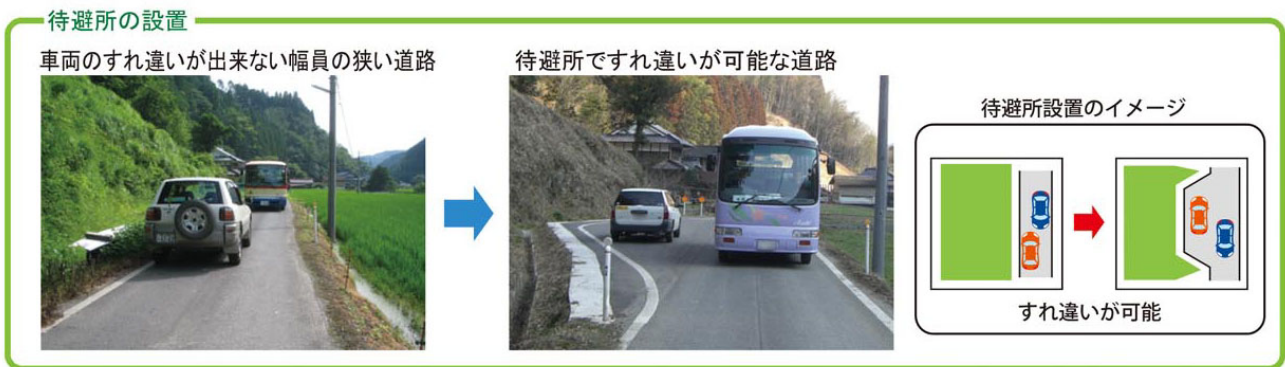 待避所の設置
車両のすれ違いが出来ない幅員の狭い道路
待避所ですれ違いが可能な道路
待避所設置のイメージ
すれ違いが可能